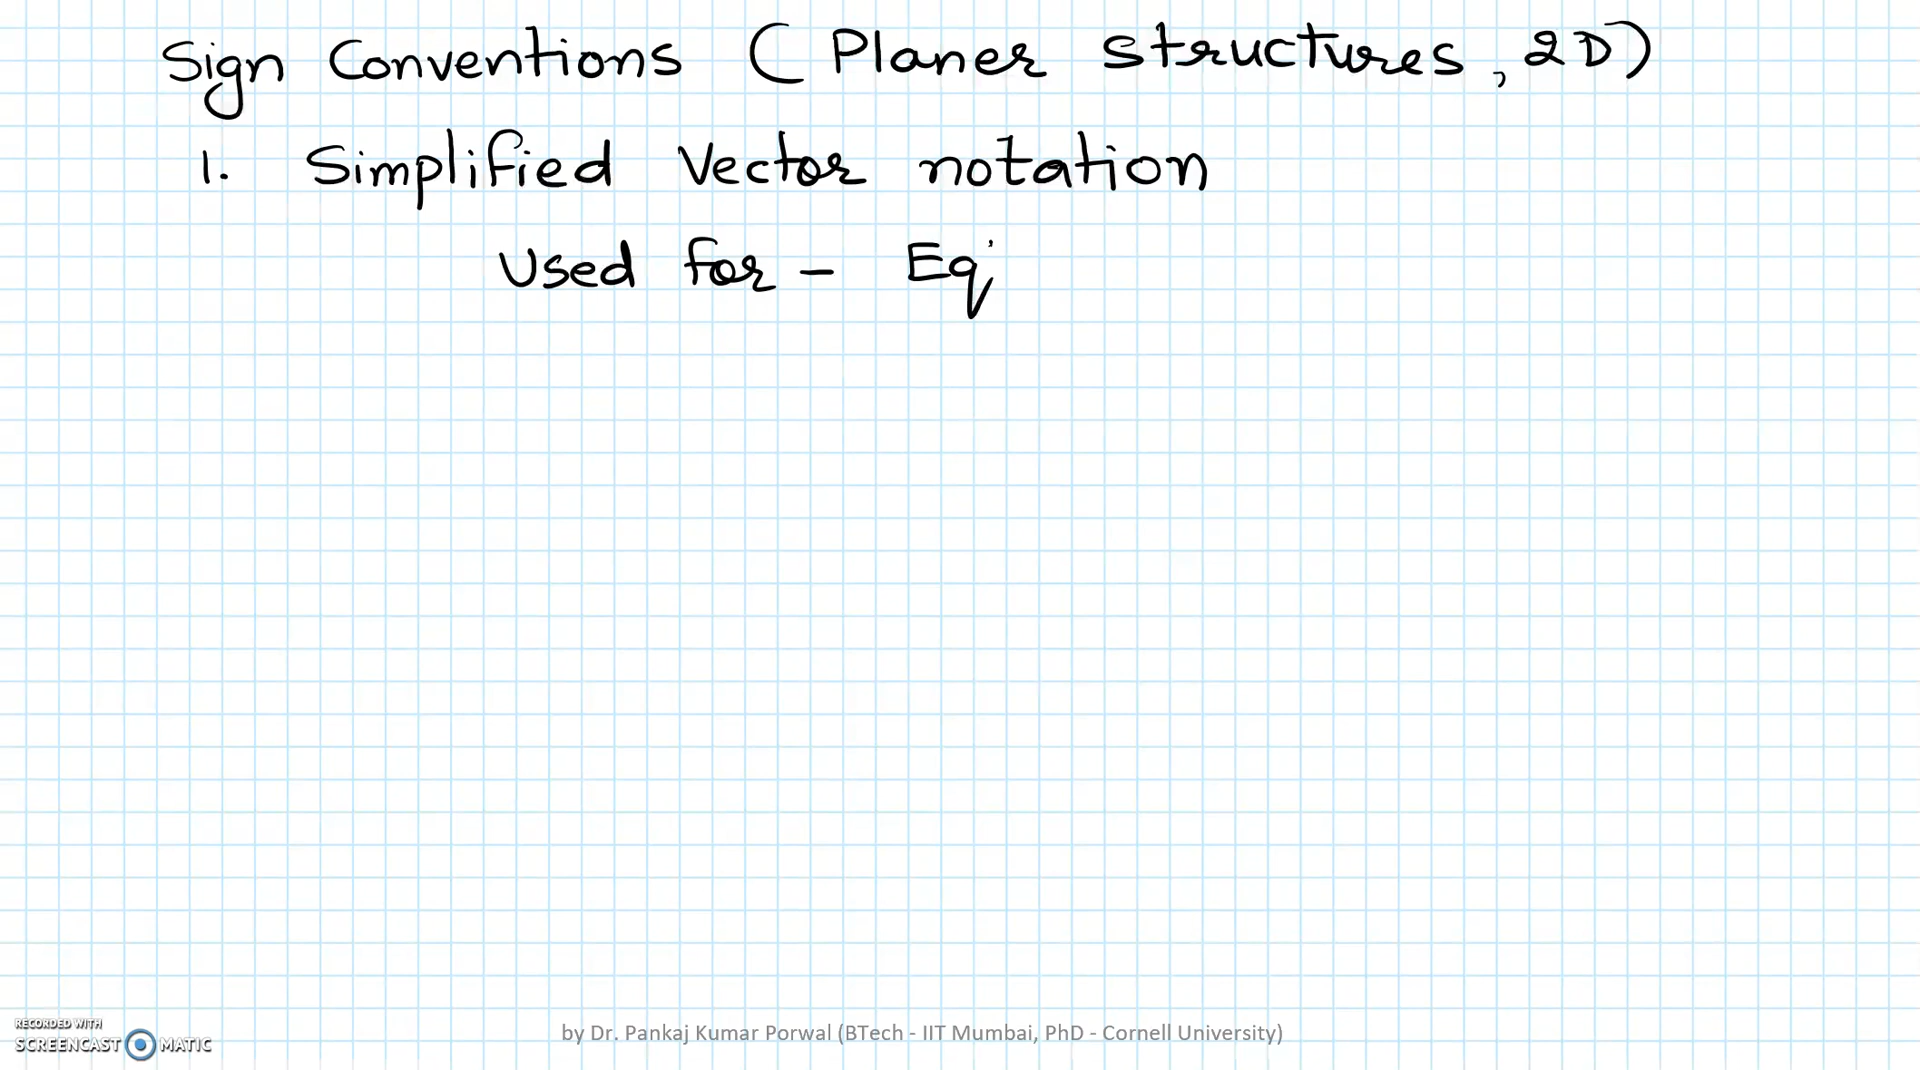 Sign Conventions (Planer structures, 2D)
1. Simplified Vector notation
Used for - Eq
RECORDED WITH
SCREENCAST MATIC
by Dr. Pankaj Kumar Porwal (BTech - IIT Mumbai, PhD - Cornell University)